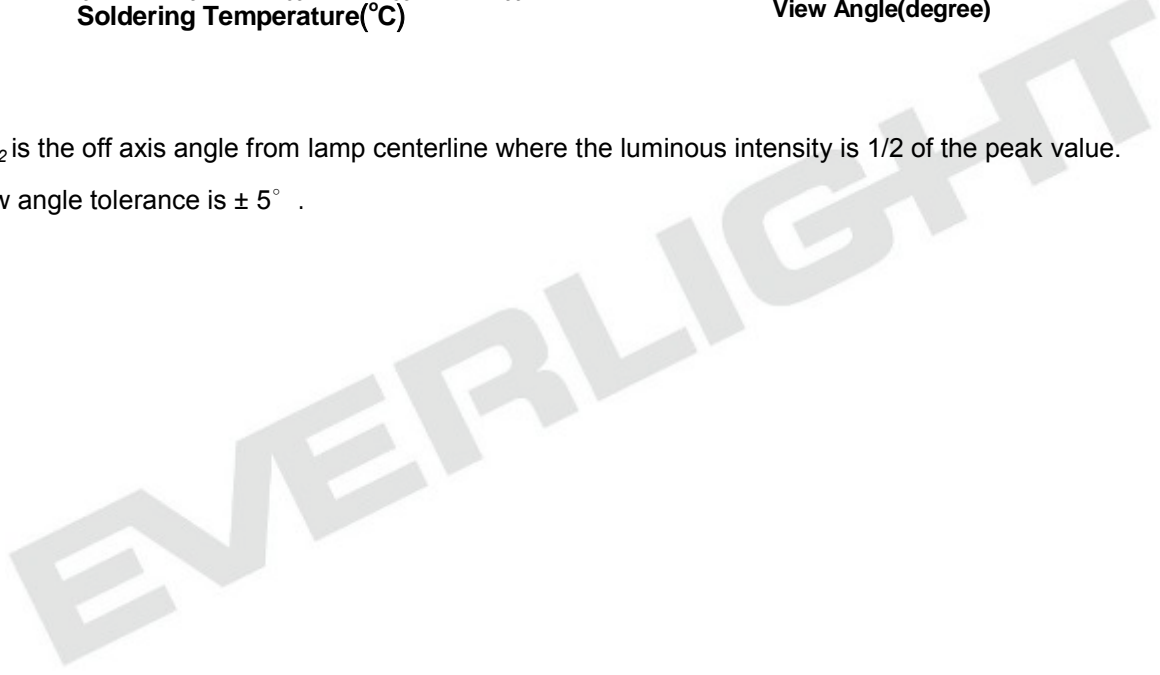 Soldering Temperature(°C)
View Angle(degree)
2 is the off axis angle from lamp centerline where the luminous intensity is 1/2 of the peak value.
angle tolerance is ± 5° .
EVERLIGHT